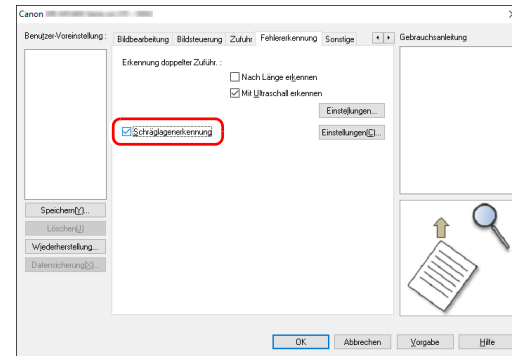 Canon
Benutzer-Voreinstellung :
Speichern[Y]...
Löschen[J]
Wiederherstellung...
Datensicherung[X]...
Bildbearbeitung Bildsteuerung Zufuhr Fehlererkennung Sonstige
Erkennung doppelter Zuführ. :
Nach Länge erkennen
Mit Ultraschall erkennen
Einstellungen...
Schräglagenerkennung
Einstellungen[C]...
Gebrauchsanleitung
OK Abbrechen Vorgabe Hilfe